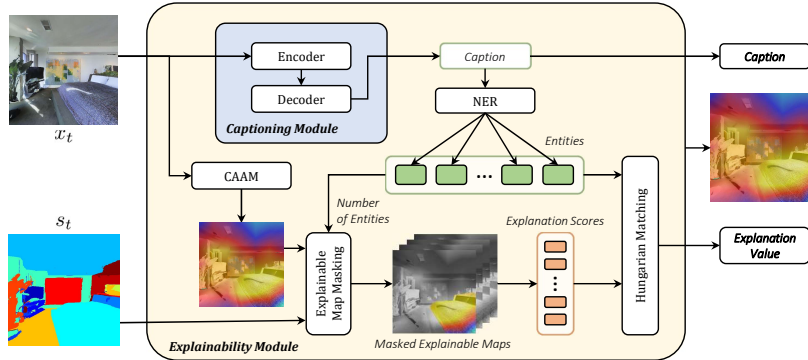 x_t
s_t
Encoder
Decoder
Captioning Module
Caption
NER
Entities
CAAM
Number
of Entities
Explainable
Map Masking
Masked Explainable Maps
Explanation Scores
Hungarian Matching
Explainability Module
Caption
Explanation
Value